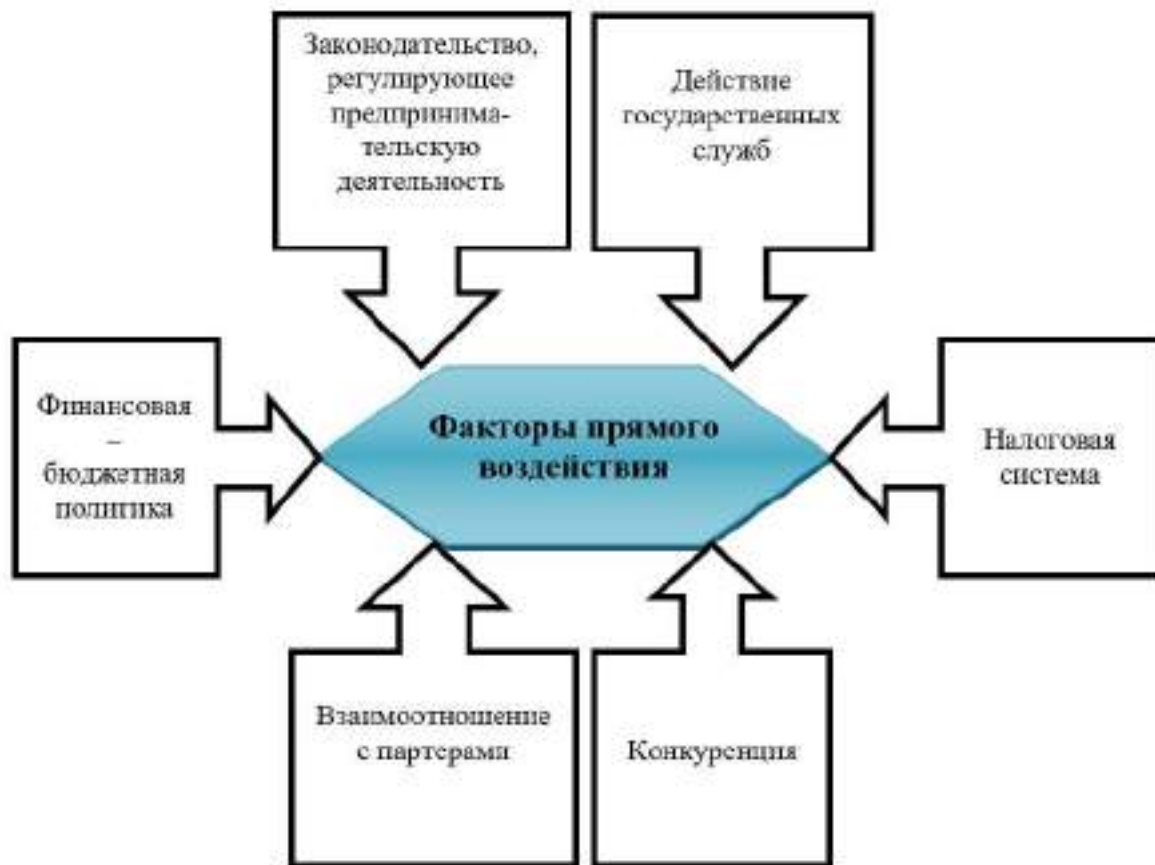 Законодательство,
регулирующее
предпринима-
тельскую
деятельность
Действие
государственных
служб
Финансовая
–
бюджетная
политика
Факторы прямого
воздействия
Налоговая
система
Взаимоотношение
с партерами
Конкуренция